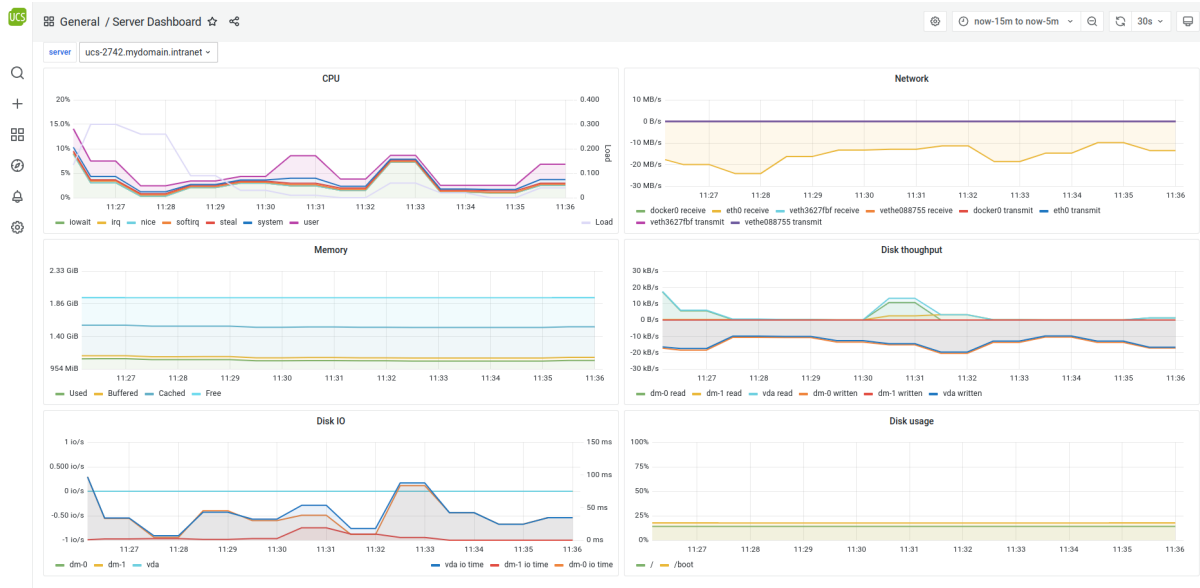 UCS
General / Server Dashboard
now-15m to now-5m
30s
server
ucs-2742.mydomain.intranet
CPU
20%
15.0%
10%
5%
0%
0.400
0.300
0.200
0.100
0
Load
11:27 11:28 11:29 11:30 11:31 11:32 11:33 11:34 11:35 11:36
iowait irq nice softirq steal system user Load
Network
10 MB/s
0 B/s
-10 MB/s
-20 MB/s
-30 MB/s
11:27 11:28 11:29 11:30 11:31 11:32 11:33 11:34 11:35 11:36
docker0 receive eth0 receive veth3627fbf receive vethe088755 receive docker0 transmit eth0 transmit
veth3627fbf transmit vethe088755 transmit
Memory
2.33 GiB
1.86 GiB
1.40 GiB
954 MiB
11:27 11:28 11:29 11:30 11:31 11:32 11:33 11:34 11:35 11:36
Used Buffered Cached Free
Disk thoughput
30 kB/s
20 kB/s
10 kB/s
0 B/s
-10 kB/s
-20 kB/s
-30 kB/s
11:27 11:28 11:29 11:30 11:31 11:32 11:33 11:34 11:35 11:36
dm-0 read dm-1 read vda read dm-0 written dm-1 written vda written
Disk IO
1 io/s
0.500 io/s
0 io/s
-0.50 io/s
-1 io/s
150 ms
100 ms
50 ms
0 ms
11:27 11:28 11:29 11:30 11:31 11:32 11:33 11:34 11:35 11:36
dm-0 dm-1 vda vda io time dm-1 io time dm-0 io time
Disk usage
100%
75%
50%
25%
0%
11:27 11:28 11:29 11:30 11:31 11:32 11:33 11:34 11:35 11:36
/ /boot